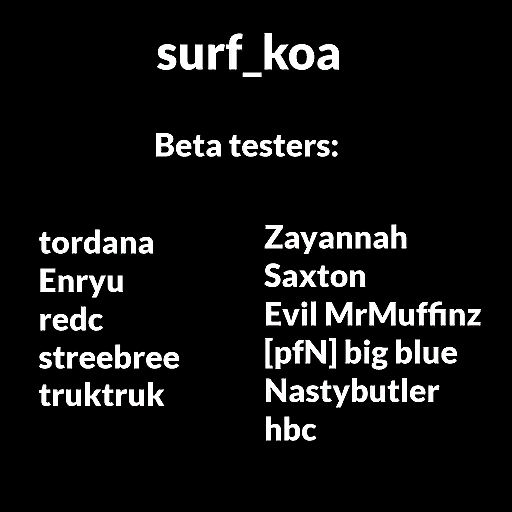 surf_koa
Beta testers:
tordana
Enryu
redc
streebree
truktruk
Zayannah
Saxton
Evil MrMuffinz
[pfN] big blue
Nastybutler
hbc